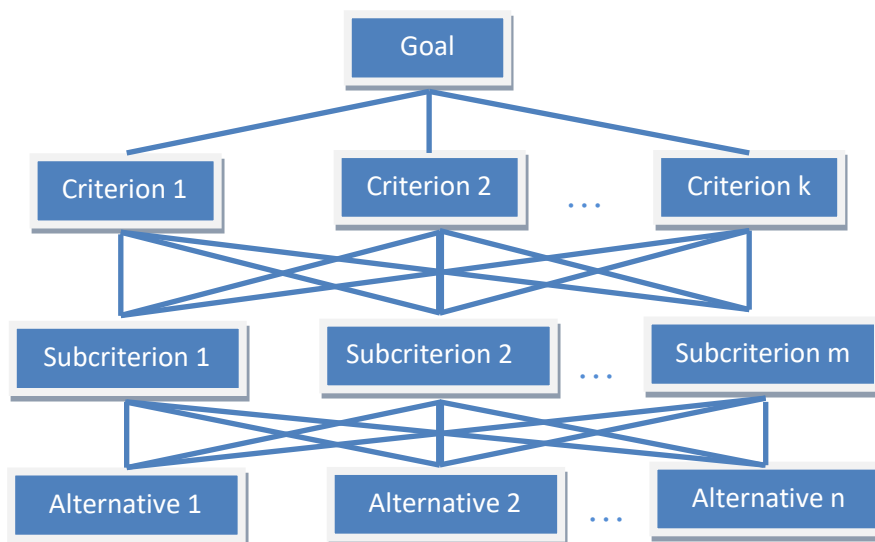 Goal
Criterion 1
Criterion 2
...
Criterion k
Subcriterion 1
Subcriterion 2
...
Subcriterion m
Alternative 1
Alternative 2
...
Alternative n